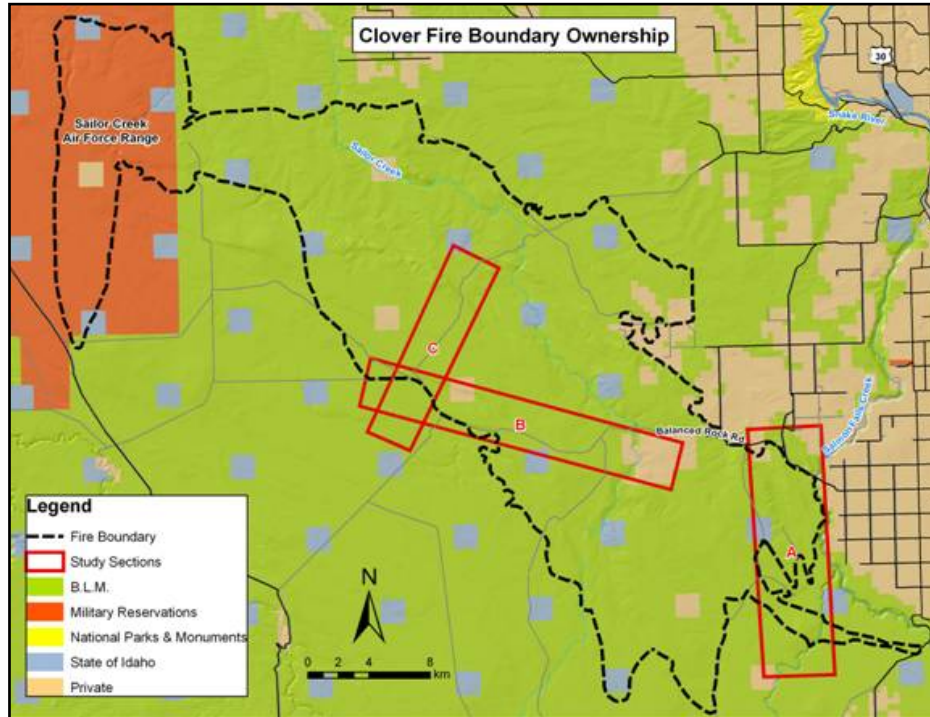 Clover Fire Boundary Ownership
30
Snake River
Sailor Creek
Air Force Range
Sailor Creek
C
B
Balanced Rock Rd
Salmon Falls Creek
A
Legend
Fire Boundary
Study Sections
B.L.M.
Military Reservations
National Parks & Monuments
State of Idaho
Private
N
0 2 4 8
km